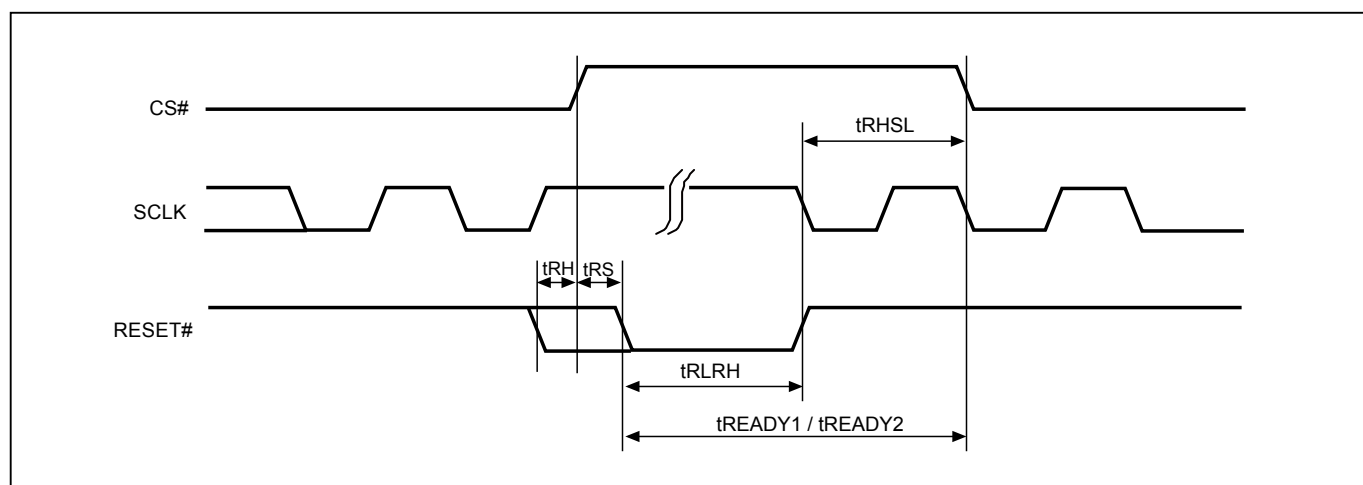 CS#
tRHSL
SCLK
tRH tRS
RESET#
tRLRH
tREADY1 / tREADY2